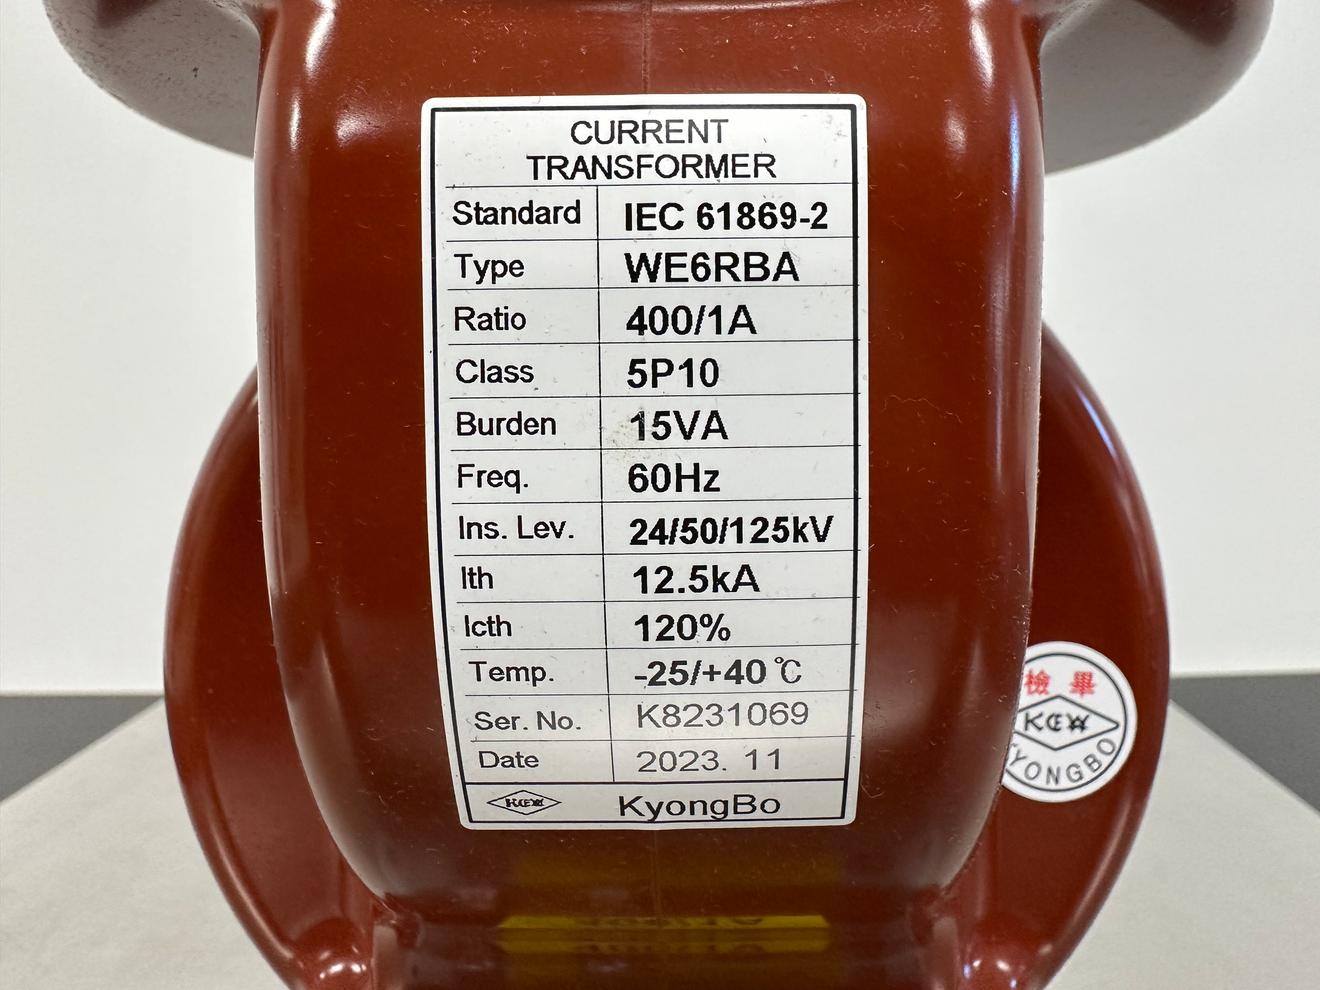 CURRENT
TRANSFORMER
Standard IEC 61869-2
Type WE6RBA
Ratio 400/1A
Class 5P10
Burden 15VA
Freq. 60Hz
Ins. Lev. 24/50/125kV
Ith 12.5kA
Icth 120%
Temp. -25/+40℃
Ser. No. K8231069
Date 2023. 11
KEW KyongBo
檢 畢
KEW
KYONGBO